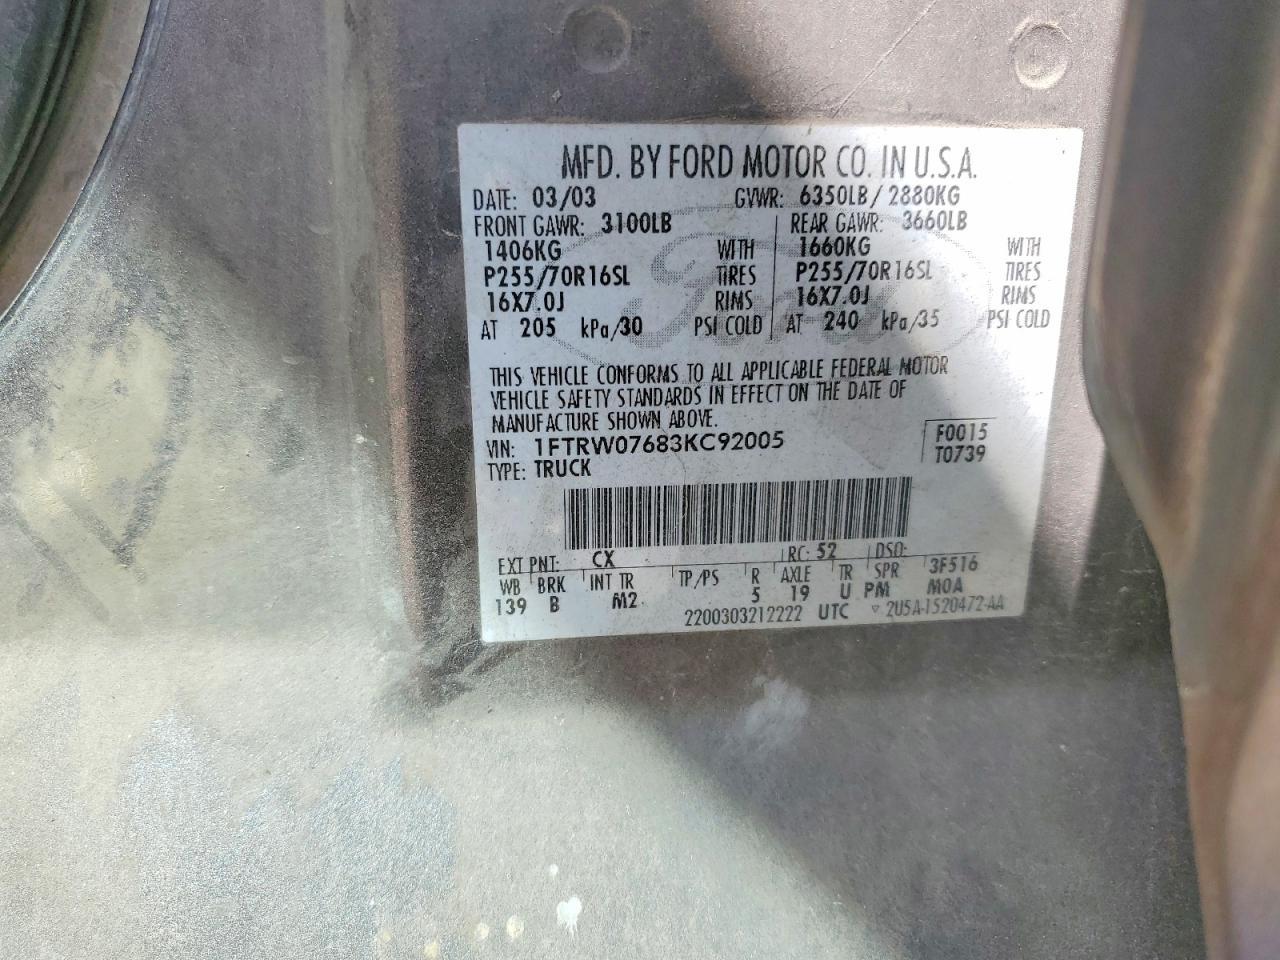 MFD. BY FORD MOTOR CO. IN U.S.A.
DATE: 03/03 GVWR: 6350LB / 2880KG
FRONT GAWR: 3100LB REAR GAWR: 3660LB
1406KG WITH 1660KG WITH
P255/70R16SL TIRES P255/70R16SL TIRES
16X7.0J RIMS 16X7.0J RIMS
AT 205 kPa/30 PSI COLD AT 240 kPa/35 PSI COLD
Ford
THIS VEHICLE CONFORMS TO ALL APPLICABLE FEDERAL MOTOR
VEHICLE SAFETY STANDARDS IN EFFECT ON THE DATE OF
MANUFACTURE SHOWN ABOVE.
VIN: 1FTRW07683KC92005 F0015
TYPE: TRUCK T0739
EXT PNT: CX RC: 52 DSO:
WB BRK INT TR TP/PS R AXLE TR SPR 3F516
139 B M2 5 19 U PM M0A
2200303212222 UTC ▽ 2U5A-1520472-AA